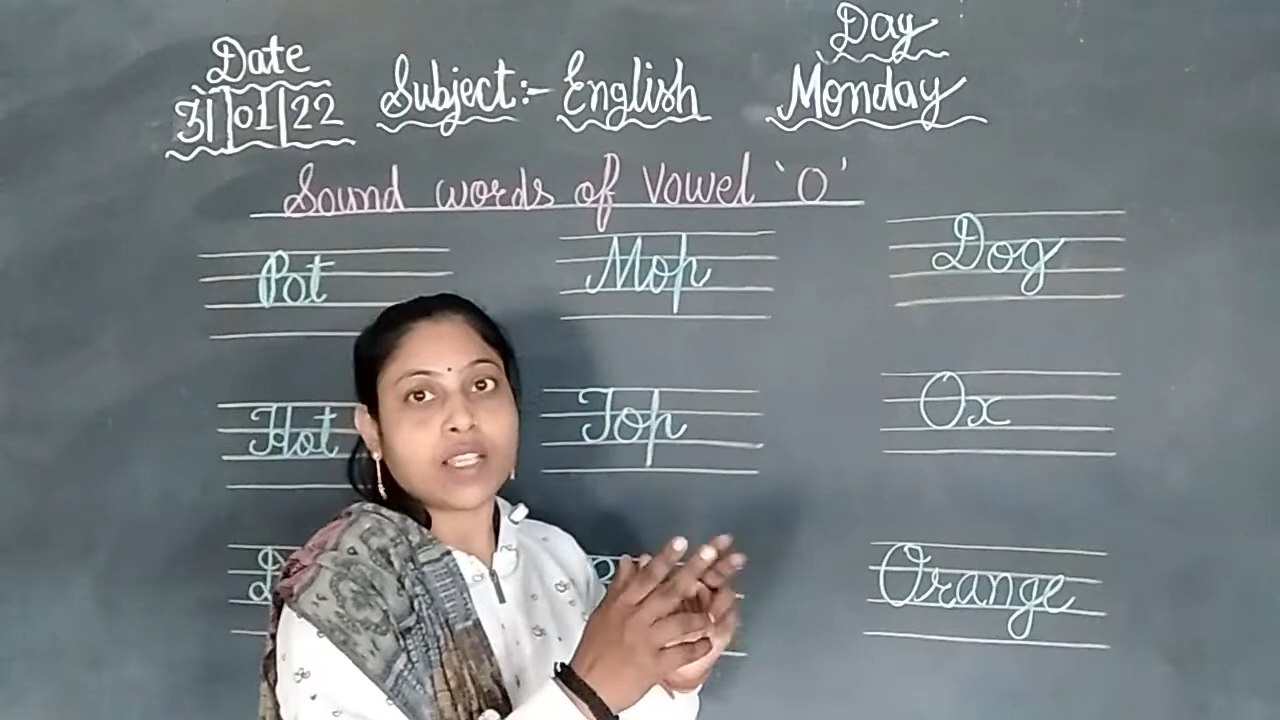 Date Day
31/01/22 Subject:- English Monday
Sound words of Vowel 'O'
Pot Mop Dog
Hot Top Ox
Orange